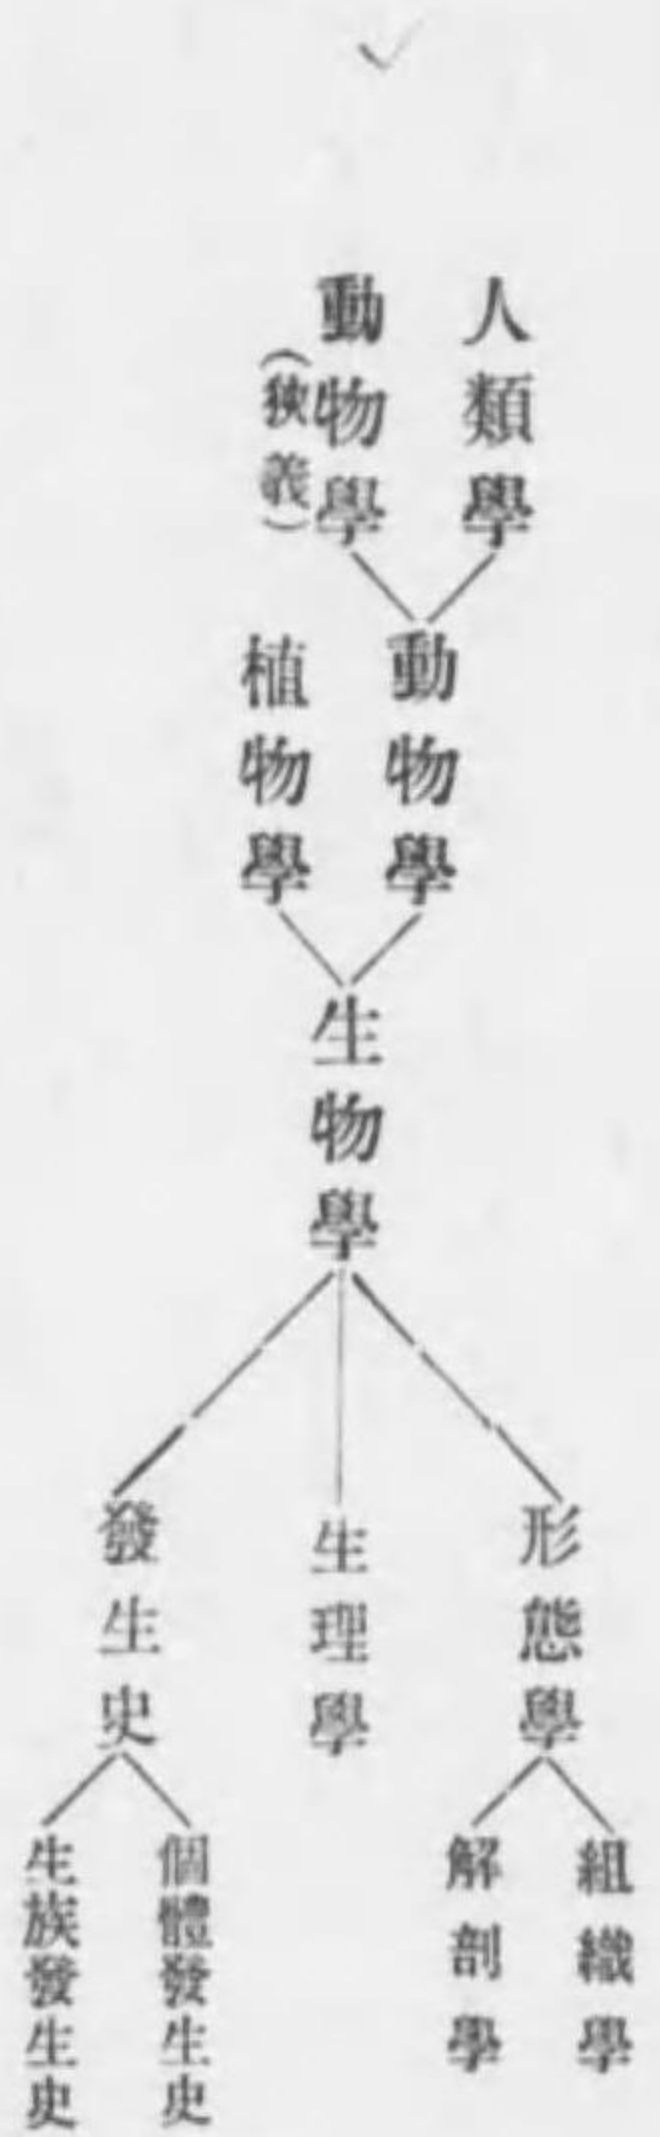 人類學
動物學
(狹義)
動物學
植物學
生物學
形態學
生理學
發生史
組織學
解剖學
個體發生史
生族發生史